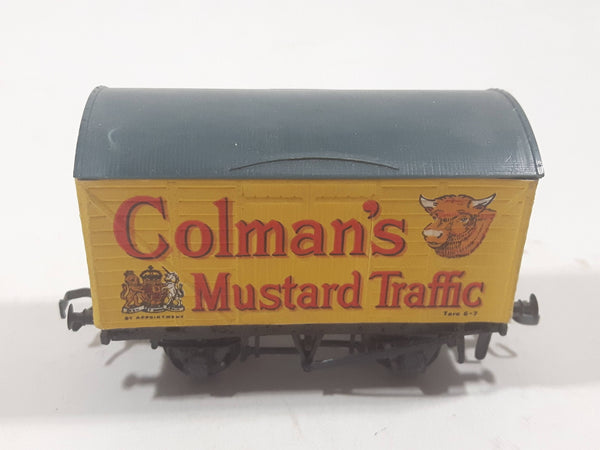 Colman's
Mustard Traffic
BY APPOINTMENT
Tare 6-3